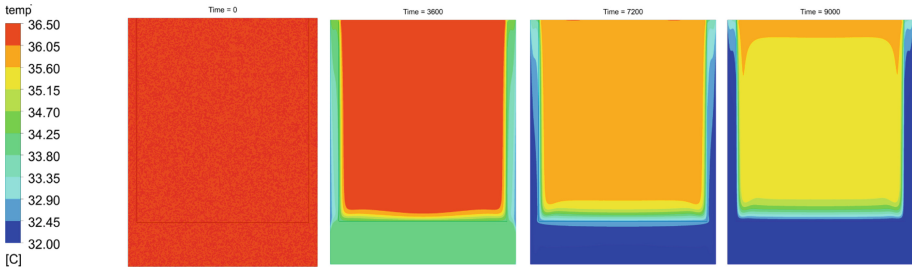 temp
Time = 0
Time = 3600
Time = 7200
Time = 9000
36.50
36.05
35.60
35.15
34.70
34.25
33.80
33.35
32.90
32.45
32.00
[C]